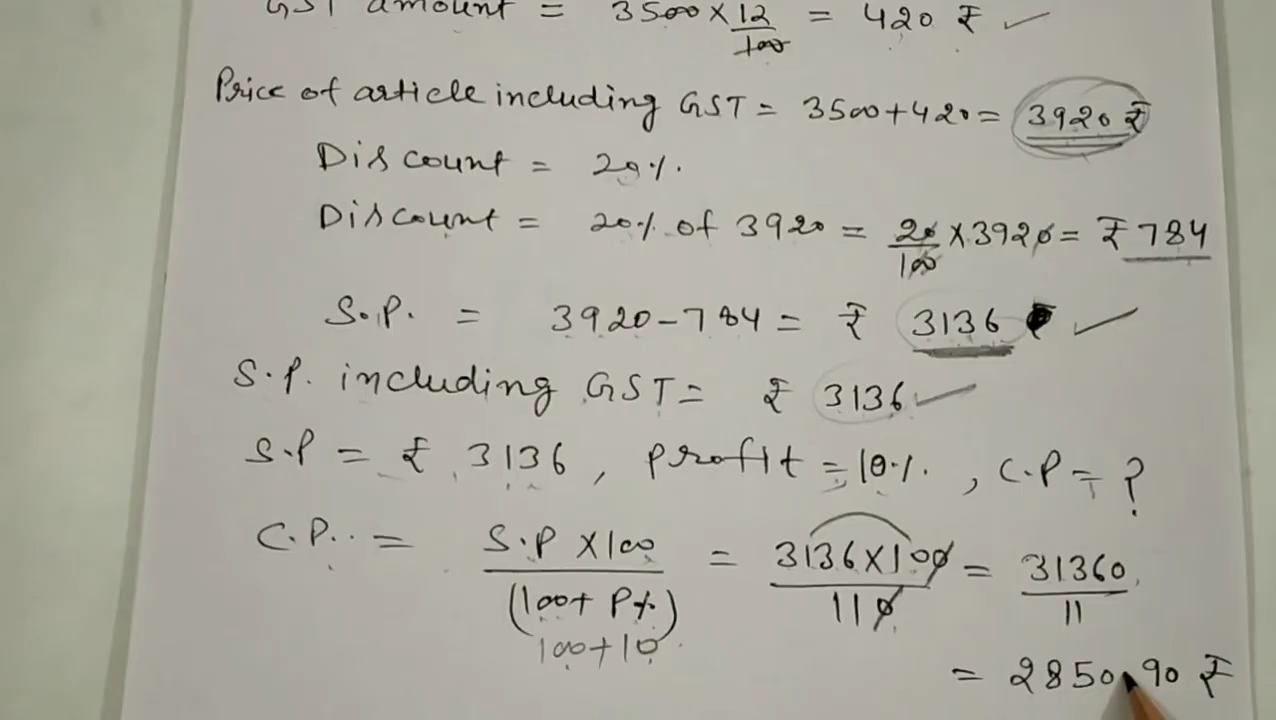 GST amount = 3500 × 12/100 = 420 ₹ ✓
Price of article including GST = 3500+420 = 3920 ₹
Discount = 20%.
Discount = 20% of 3920 = 20/100 × 3920 = ₹ 784
S.P. = 3920-784 = ₹ 3136 ✓
S.P. including GST = ₹ 3136 ✓
S.P = ₹ 3136, profit = 10%, C.P = ?
C.P. = S.P × 100/(100+P%) = 3136×100/110 = 31360/11
100+10
= 2850.90 ₹